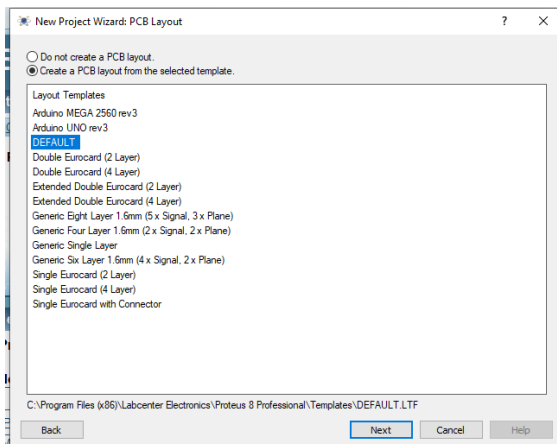 New Project Wizard: PCB Layout
Do not create a PCB layout.
Create a PCB layout from the selected template.
Layout Templates
Arduino MEGA 2560 rev3
Arduino UNO rev3
DEFAULT
Double Eurocard (2 Layer)
Double Eurocard (4 Layer)
Extended Double Eurocard (2 Layer)
Extended Double Eurocard (4 Layer)
Generic Eight Layer 1.6mm (5 x Signal, 3 x Plane)
Generic Four Layer 1.6mm (2 x Signal, 2 x Plane)
Generic Single Layer
Generic Six Layer 1.6mm (4 x Signal, 2 x Plane)
Single Eurocard (2 Layer)
Single Eurocard (4 Layer)
Single Eurocard with Connector
C:\Program Files (x86)\Labcenter Electronics\Proteus 8 Professional\Templates\DEFAULT.LTF
Back Next Cancel Help